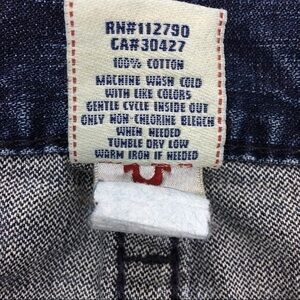 RN#112790
CA#30427
100% COTTON
MACHINE WASH COLD
WITH LIKE COLORS
GENTLE CYCLE INSIDE OUT
ONLY NON-CHLORINE BLEACH
WHEN NEEDED
TUMBLE DRY LOW
WARM IRON IF NEEDED